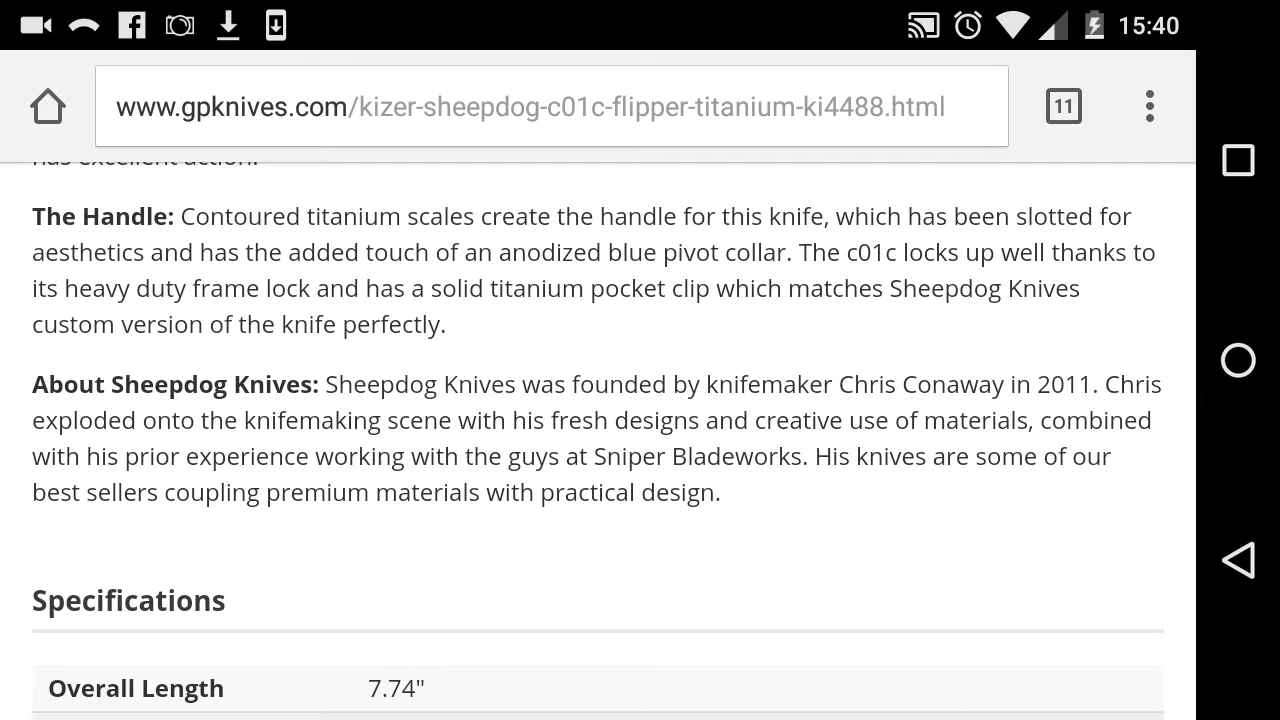 15:40
www.gpknives.com/kizer-sheepdog-c01c-flipper-titanium-ki4488.html
11
has excellent action.
The Handle: Contoured titanium scales create the handle for this knife, which has been slotted for
aesthetics and has the added touch of an anodized blue pivot collar. The c01c locks up well thanks to
its heavy duty frame lock and has a solid titanium pocket clip which matches Sheepdog Knives
custom version of the knife perfectly.
About Sheepdog Knives: Sheepdog Knives was founded by knifemaker Chris Conaway in 2011. Chris
exploded onto the knifemaking scene with his fresh designs and creative use of materials, combined
with his prior experience working with the guys at Sniper Bladeworks. His knives are some of our
best sellers coupling premium materials with practical design.
Specifications
Overall Length 7.74"